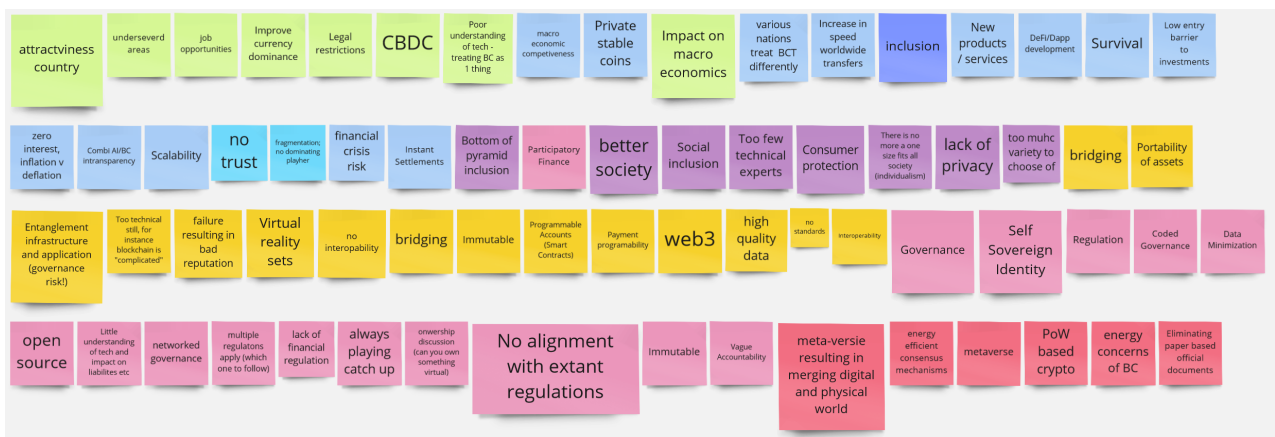 attractviness
country
underseverd
areas
job
opportunities
Improve
currency
dominance
Legal
restrictions
CBDC
Poor
understanding
of tech -
treating BC as
1 thing
macro
economic
competiveness
Private
stable
coins
Impact on
macro
economics
various
nations
treat BCT
differently
Increase in
speed
worldwide
transfers
inclusion
New
products
/ services
DeFi/Dapp
development
Survival
Low entry
barrier
to
investments
zero
interest,
inflation v
deflation
Combi AI/BC
intransparency
Scalability
no
trust
fragmentation;
no dominating
playher
financial
crisis
risk
Instant
Settlements
Bottom of
pyramid
inclusion
Participatory
Finance
better
society
Social
inclusion
Too few
technical
experts
Consumer
protection
There is no
more a one
size fits all
society
(individualism)
lack of
privacy
too muhc
variety to
choose of
bridging
Portability
of assets
Entanglement
infrastructure
and application
(governance
risk!)
Too technical
still, for
instance
blockchain is
"complicated"
failure
resulting in
bad
reputation
Virtual
reality
sets
no
interopability
bridging
Immutable
Programmable
Accounts
(Smart
Contracts)
Payment
programability
web3
high
quality
data
no
standards
Interoperability
Governance
Self
Sovereign
Identity
Regulation
Coded
Governance
Data
Minimization
open
source
Little
understanding
of tech and
impact on
liabilites etc
networked
governance
multiple
regulatons
apply (which
one to follow)
lack of
financial
regulation
always
playing
catch up
onwership
discussion
(can you own
something
virtual)
No alignment
with extant
regulations
Immutable
Vague
Accountability
meta-versie
resulting in
merging digital
and physical
world
energy
efficient
consensus
mechanisms
metaverse
PoW
based
crypto
energy
concerns
of BC
Eliminating
paper based
official
documents